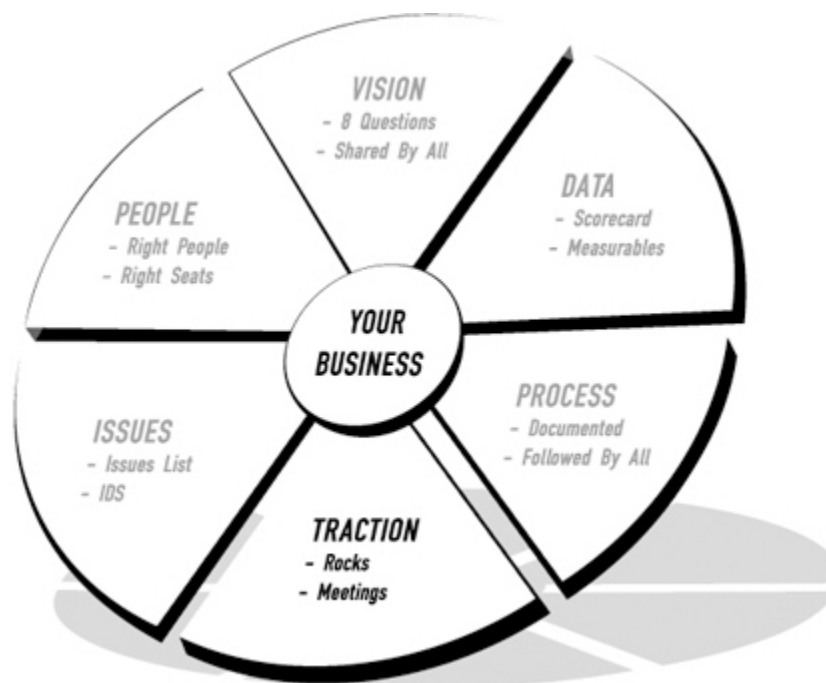 VISION
- 8 Questions
- Shared By All
DATA
- Scorecard
- Measurables
PEOPLE
- Right People
- Right Seats
YOUR
BUSINESS
PROCESS
- Documented
- Followed By All
ISSUES
- Issues List
- IDS
TRACTION
- Rocks
- Meetings